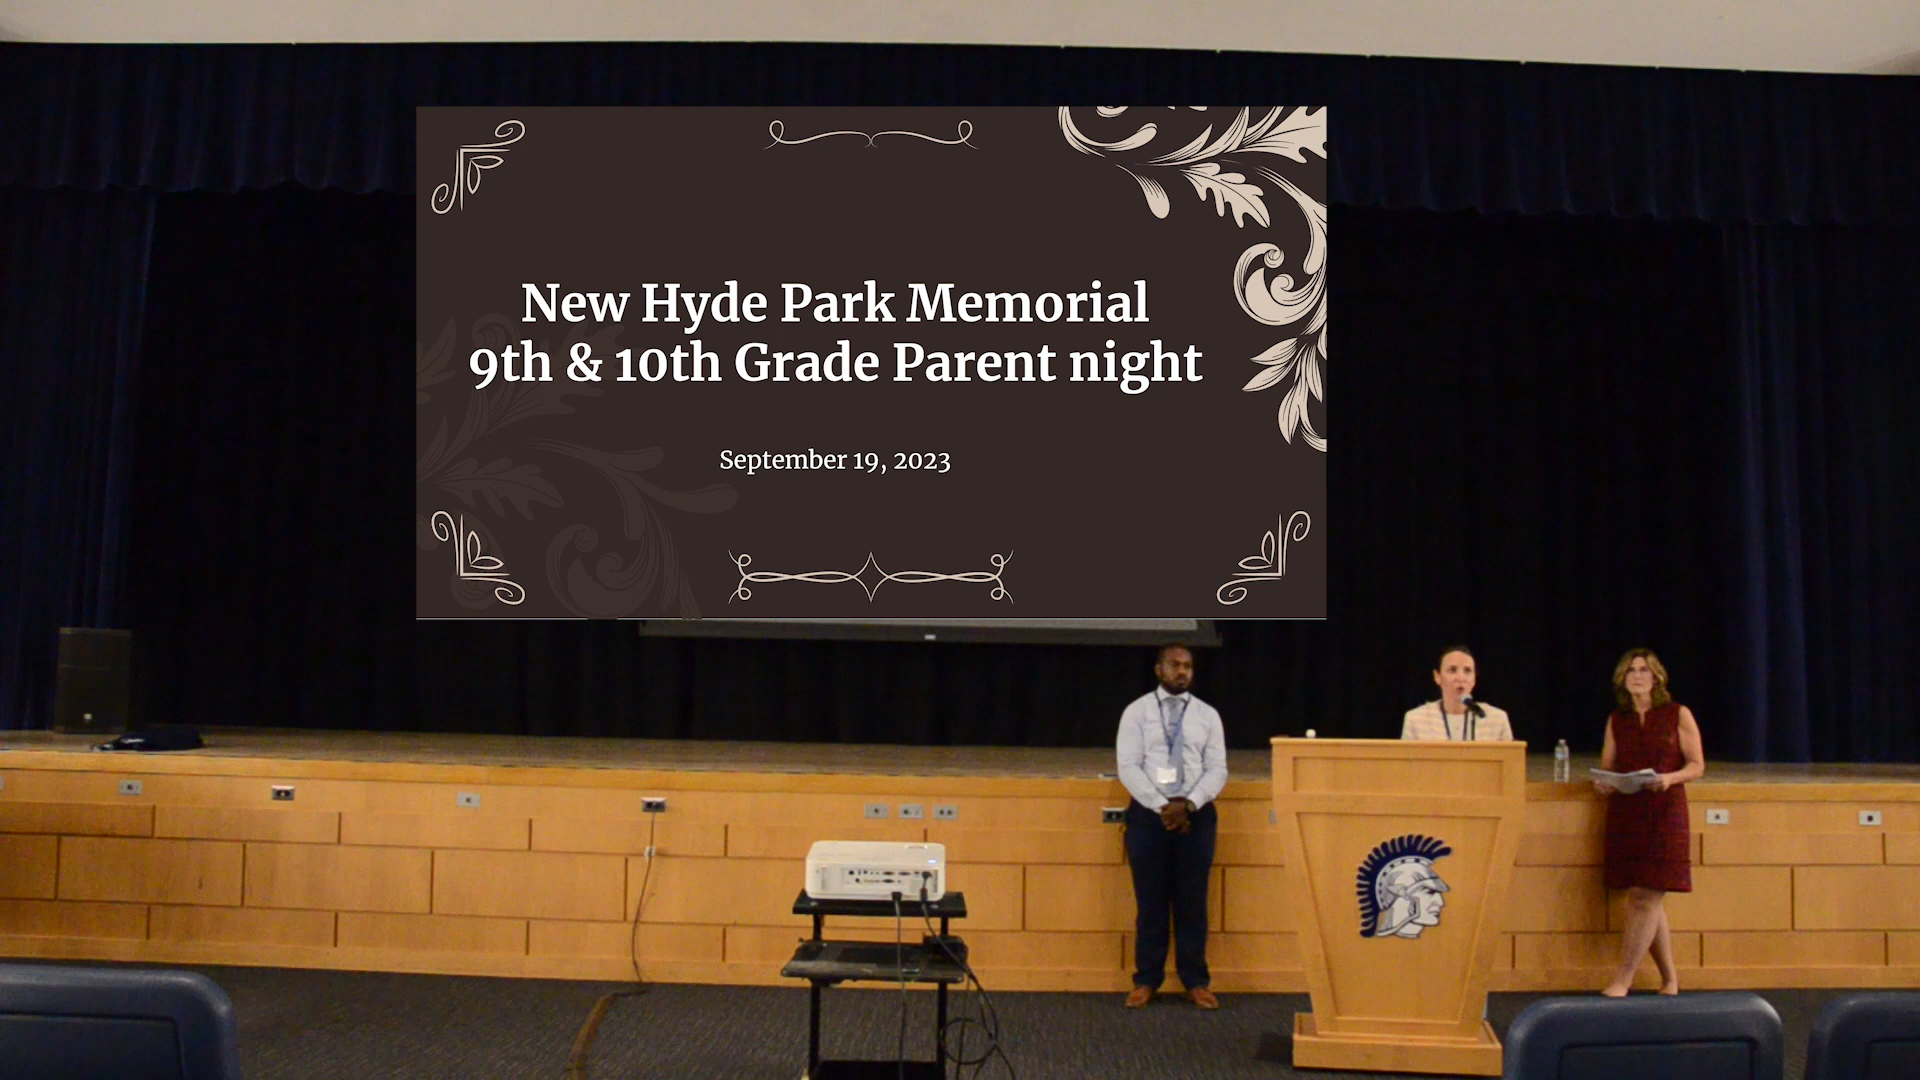 New Hyde Park Memorial
9th & 10th Grade Parent night
September 19, 2023